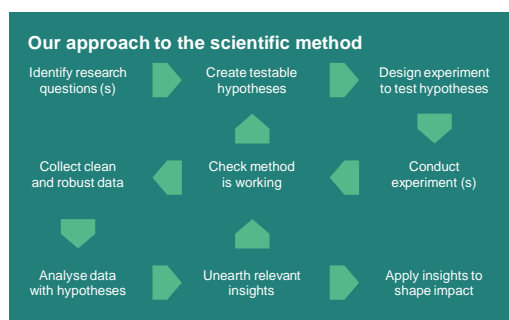 Our approach to the scientific method
Identify research
questions (s)
Create testable
hypotheses
Design experiment
to test hypotheses
Collect clean
and robust data
Check method
is working
Conduct
experiment (s)
Analyse data
with hypotheses
Unearth relevant
insights
Apply insights to
shape impact